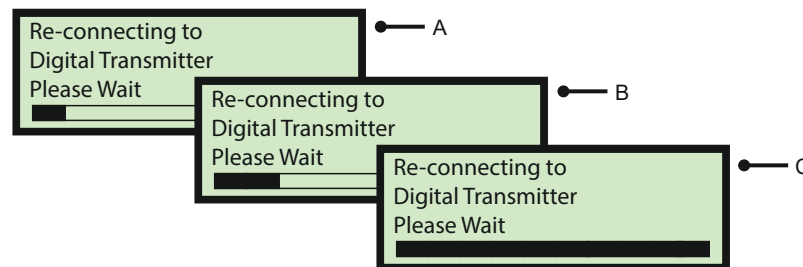 Re-connecting to
Digital Transmitter
Please Wait
A
Re-connecting to
Digital Transmitter
Please Wait
B
Re-connecting to
Digital Transmitter
Please Wait
C